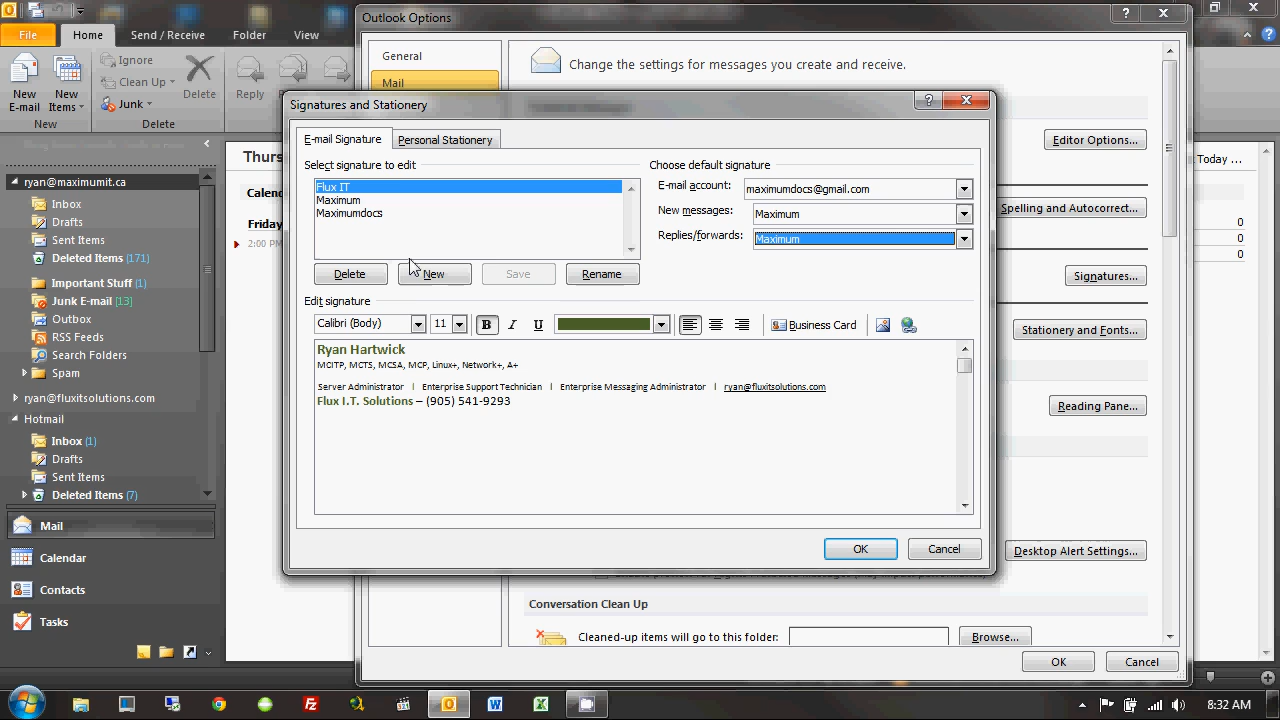 Outlook Options
File Home Send / Receive Folder View
General
Mail
New E-mail
New Items
Ignore
Clean Up
Junk
Delete
Reply
New Delete
Change the settings for messages you create and receive.
Signatures and Stationery
E-mail Signature Personal Stationery
Select signature to edit
Flux IT
Maximum
Maximumdocs
Delete New Save Rename
Choose default signature
E-mail account: maximumdocs@gmail.com
New messages: Maximum
Replies/forwards: Maximum
Edit signature
Calibri (Body) 11 B I U Business Card
Ryan Hartwick
MCITP, MCTS, MCSA, MCP, Linux+, Network+, A+
Server Administrator | Enterprise Support Technician | Enterprise Messaging Administrator | ryan@fluxitsolutions.com
Flux I.T. Solutions – (905) 541-9293
OK Cancel
Editor Options...
Spelling and Autocorrect...
Signatures...
Stationery and Fonts...
Reading Pane...
Desktop Alert Settings...
Conversation Clean Up
Cleaned-up items will go to this folder: Browse...
OK Cancel
ryan@maximumit.ca
Inbox
Drafts
Sent Items
Deleted Items (171)
Important Stuff (1)
Junk E-mail [13]
Outbox
RSS Feeds
Search Folders
Spam
ryan@fluxitsolutions.com
Hotmail
Inbox (1)
Drafts
Sent Items
Deleted Items (7)
Mail
Calendar
Contacts
Tasks
Thurs
Calend
Friday
2:00 PM
Today ...
0
0
0
8:32 AM